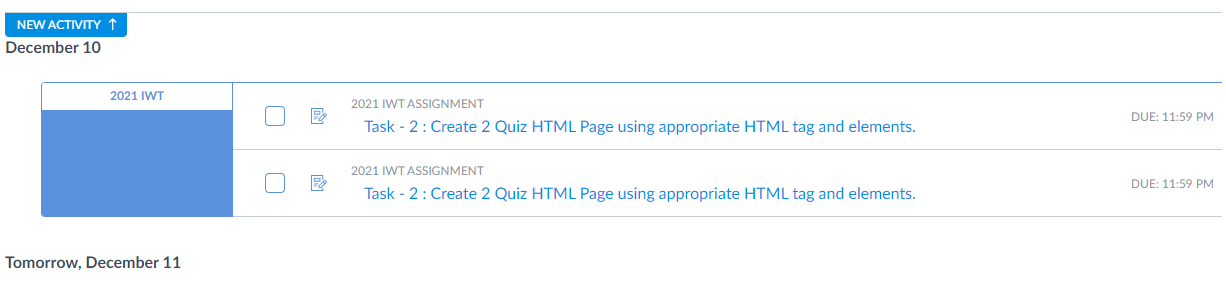 NEW ACTIVITY ↑
December 10
2021 IWT
2021 IWT ASSIGNMENT
Task - 2 : Create 2 Quiz HTML Page using appropriate HTML tag and elements.
DUE: 11:59 PM
2021 IWT ASSIGNMENT
Task - 2 : Create 2 Quiz HTML Page using appropriate HTML tag and elements.
DUE: 11:59 PM
Tomorrow, December 11